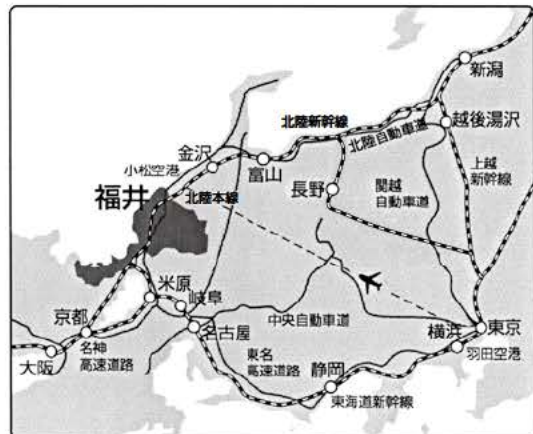 新潟
北陸新幹線
越後湯沢
北陸自動車道
金沢
小松空港
富山
上越
新幹線
福井
北陸本線
長野
関越
自動車道
米原
岐阜
京都
名古屋
中央自動車道
横浜
東京
名神
高速道路
羽田空港
大阪
東名
高速道路
静岡
東海道新幹線